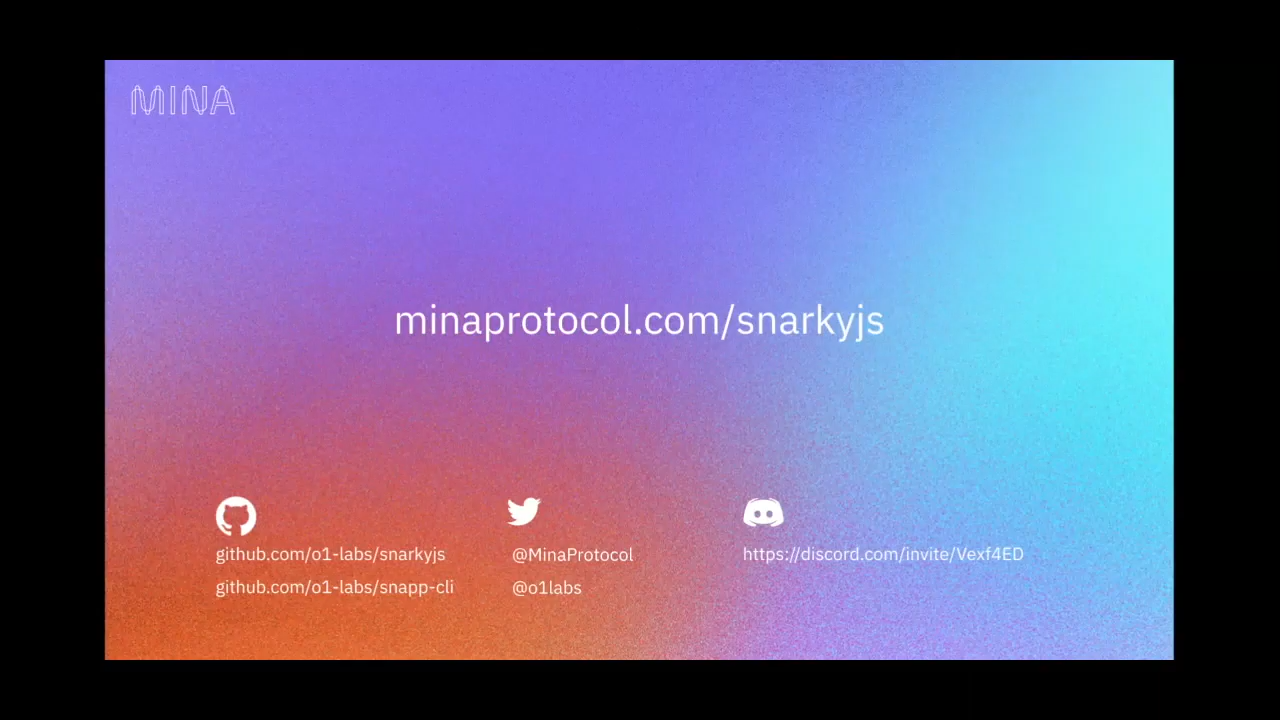 MINA
minaprotocol.com/snarkyjs
github.com/o1-labs/snarkyjs
github.com/o1-labs/snapp-cli
@MinaProtocol
@o1labs
https://discord.com/invite/Vexf4ED